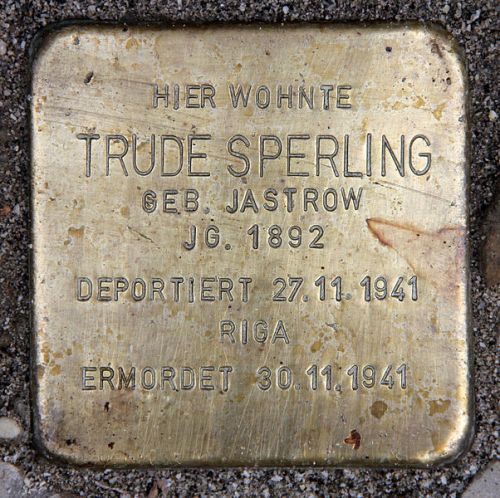 HIER WOHNTE
TRUDE SPERLING
GEB. JASTROW
JG. 1892
DEPORTIERT 27.11.1941
RIGA
ERMORDET 30.11.1941